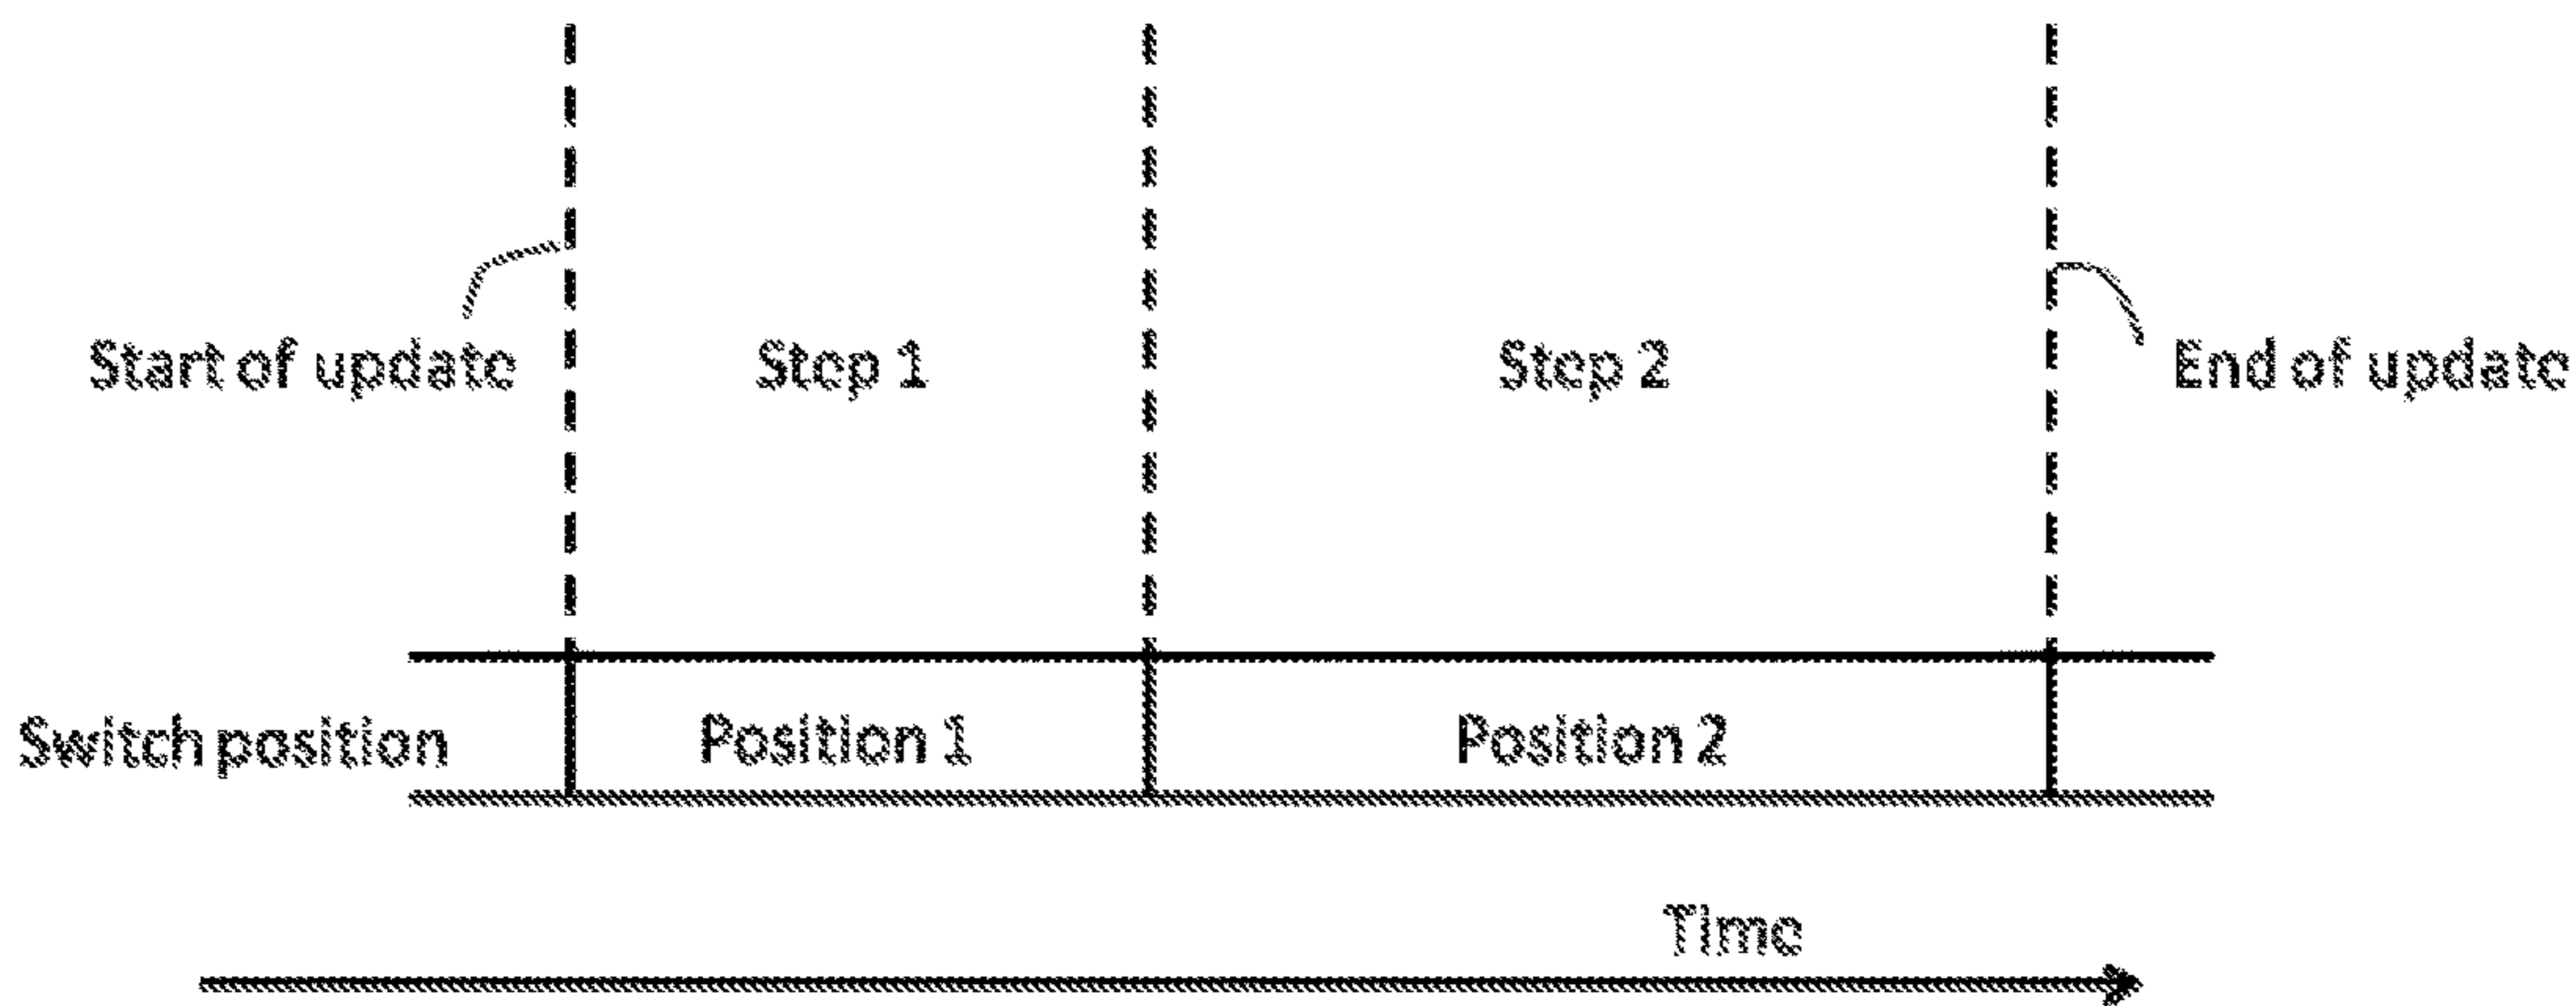 Start of update
Step 1
Step 2
End of update
Switch position
Position 1
Position 2
Time